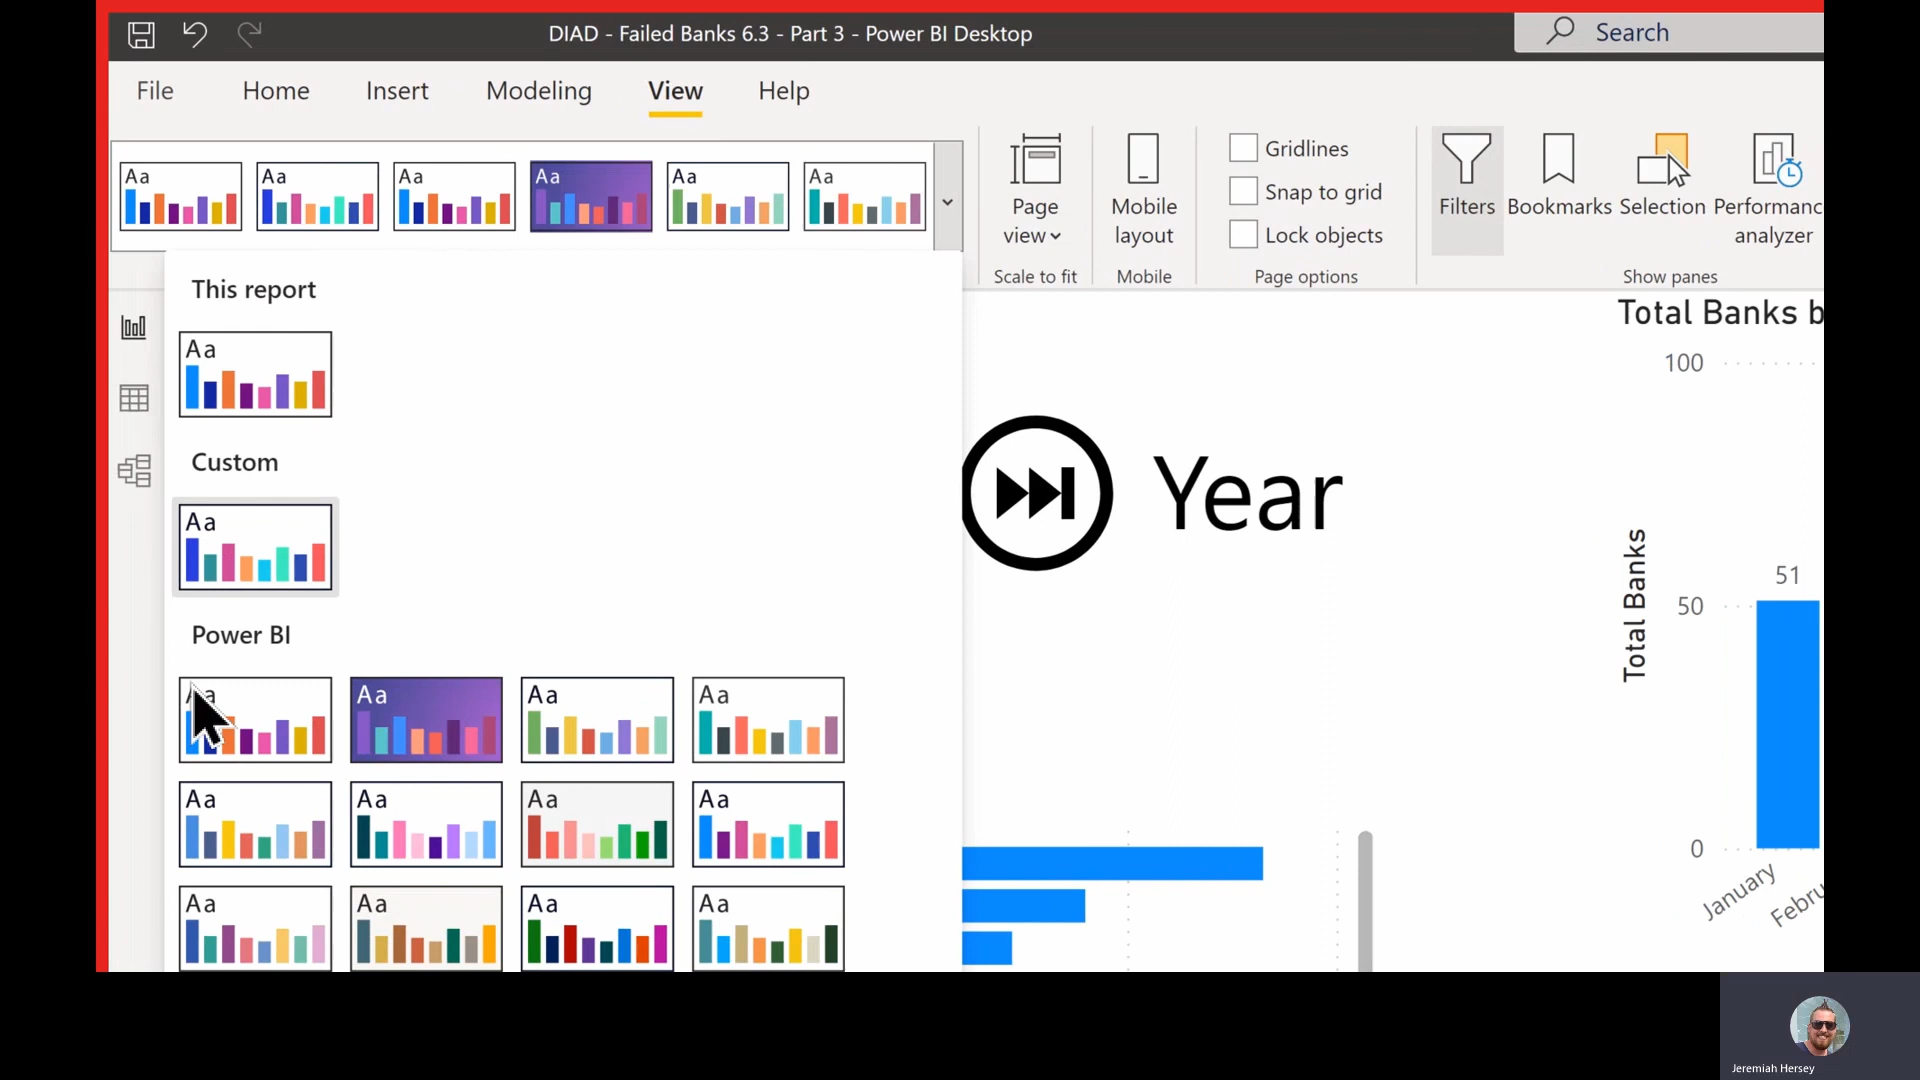 DIAD - Failed Banks 6.3 - Part 3 - Power BI Desktop
Search
File
Home
Insert
Modeling
View
Help
Aa
Aa
Aa
Aa
Aa
Aa
Page
view
Scale to fit
Mobile
layout
Mobile
Gridlines
Snap to grid
Lock objects
Page options
Filters
Bookmarks
Selection
Performanc
analyzer
Show panes
This report
Aa
Custom
Aa
Power BI
Aa
Aa
Aa
Aa
Aa
Aa
Aa
Aa
Aa
Aa
Aa
Aa
Year
Total Banks b
Total Banks
100
50
0
51
January
Febru
Jeremiah Hersey